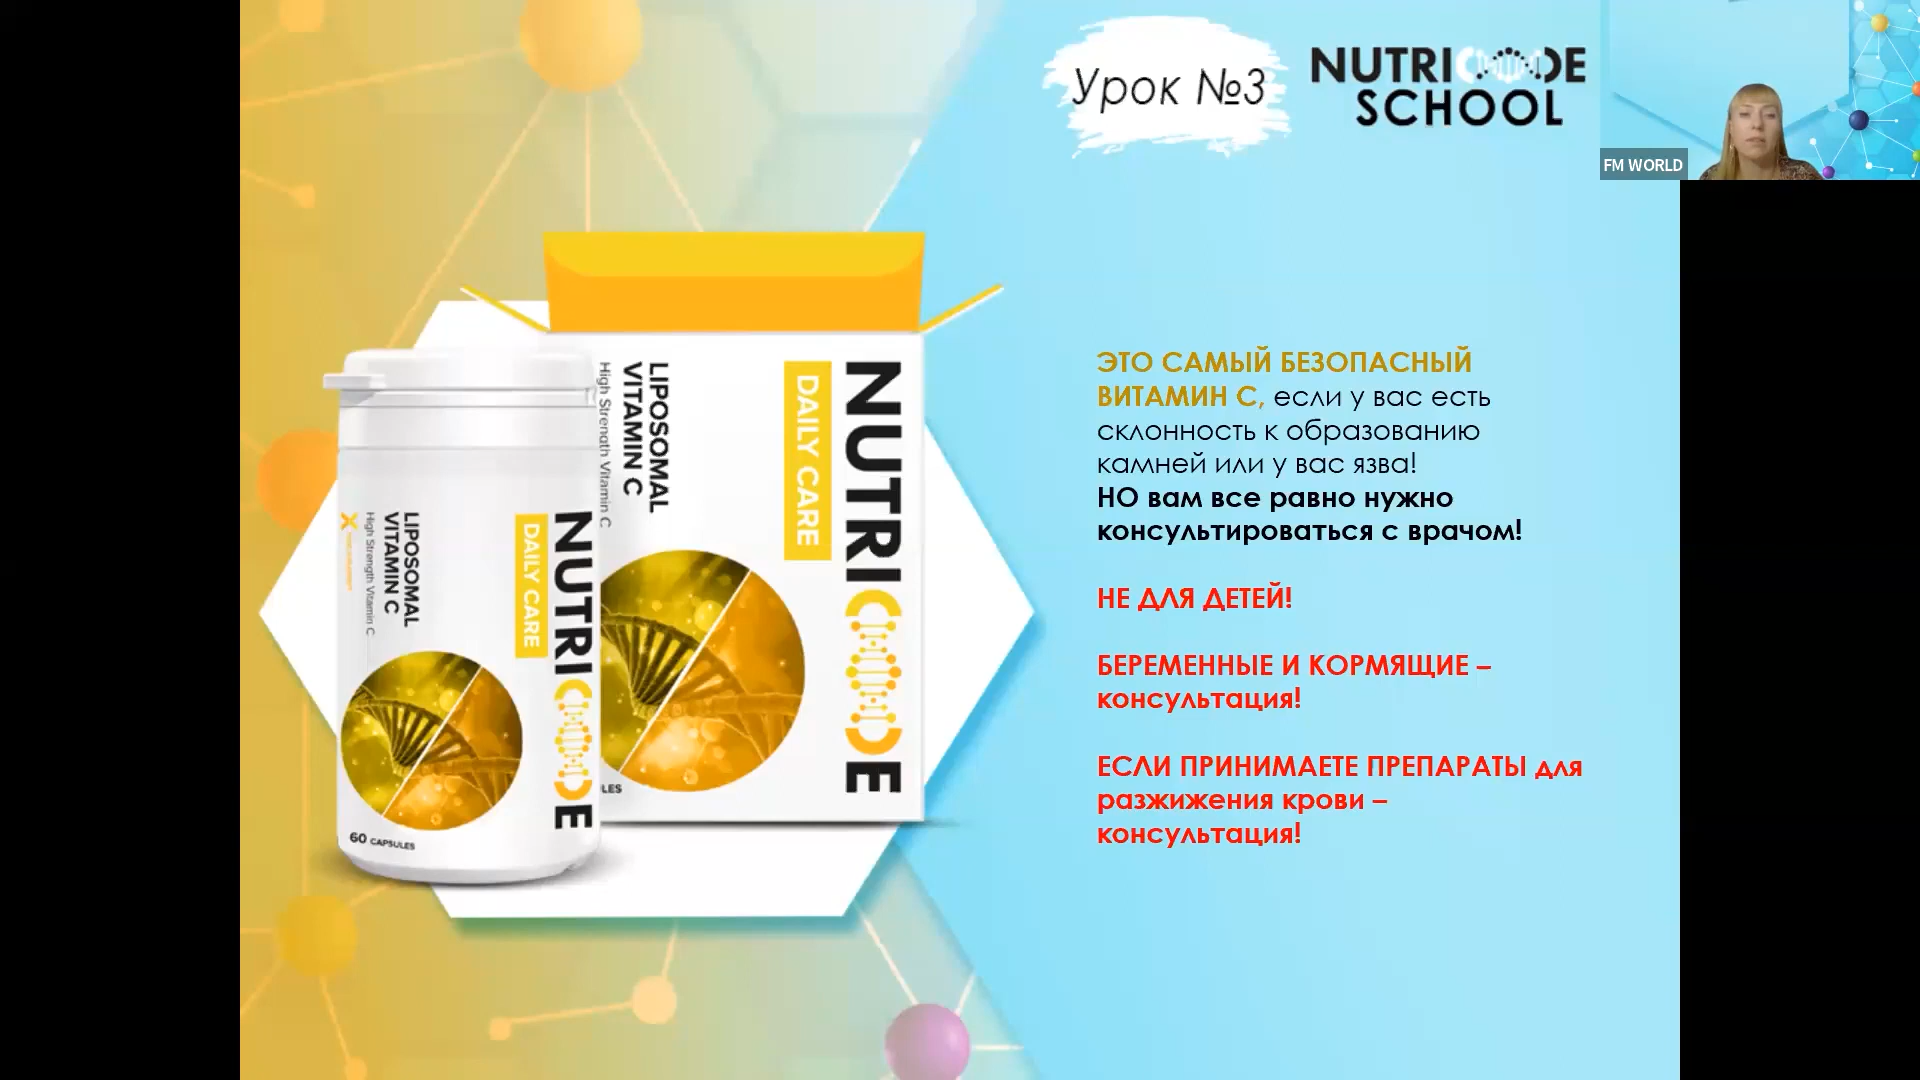 Урок №3
NUTRICODE
SCHOOL
FM WORLD
LIPOSOMAL
VITAMIN C
High Strength Vitamin C
DAILY CARE
NUTRICODE
LES
LIPOSOMAL
VITAMIN C
High Strength Vitamin C
DAILY CARE
NUTRICODE
60 CAPSULES
ЭТО САМЫЙ БЕЗОПАСНЫЙ
ВИТАМИН С, если у вас есть
склонность к образованию
камней или у вас язва!
НО вам все равно нужно
консультироваться с врачом!
НЕ ДЛЯ ДЕТЕЙ!
БЕРЕМЕННЫЕ И КОРМЯЩИЕ –
консультация!
ЕСЛИ ПРИНИМАЕТЕ ПРЕПАРАТЫ для
разжижения крови –
консультация!